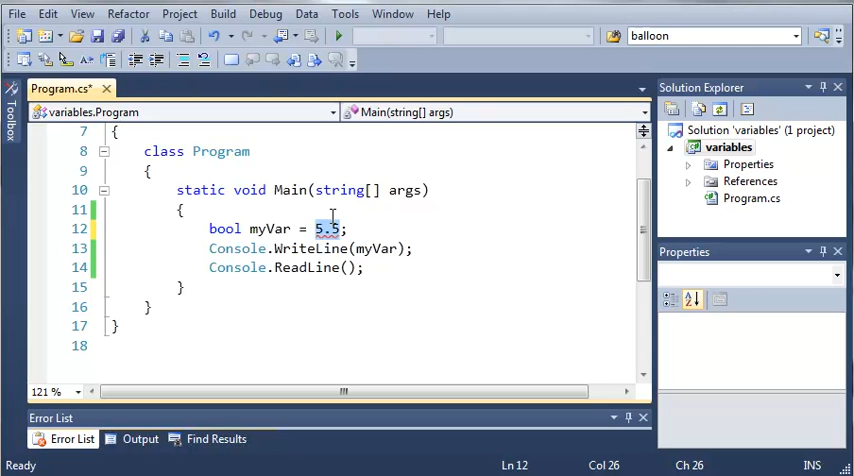 File Edit View Refactor Project Build Debug Data Tools Window Help
balloon
Program.cs*
variables.Program
Main(string[] args)
7 {
8 class Program
9 {
10 static void Main(string[] args)
11 {
12 bool myVar = 5.5;
13 Console.WriteLine(myVar);
14 Console.ReadLine();
15 }
16 }
17 }
18
121 %
Toolbox
Solution Explorer
Solution 'variables' (1 project)
variables
Properties
References
Program.cs
Properties
Error List
Error List Output Find Results
Ready Ln 12 Col 26 Ch 26 INS